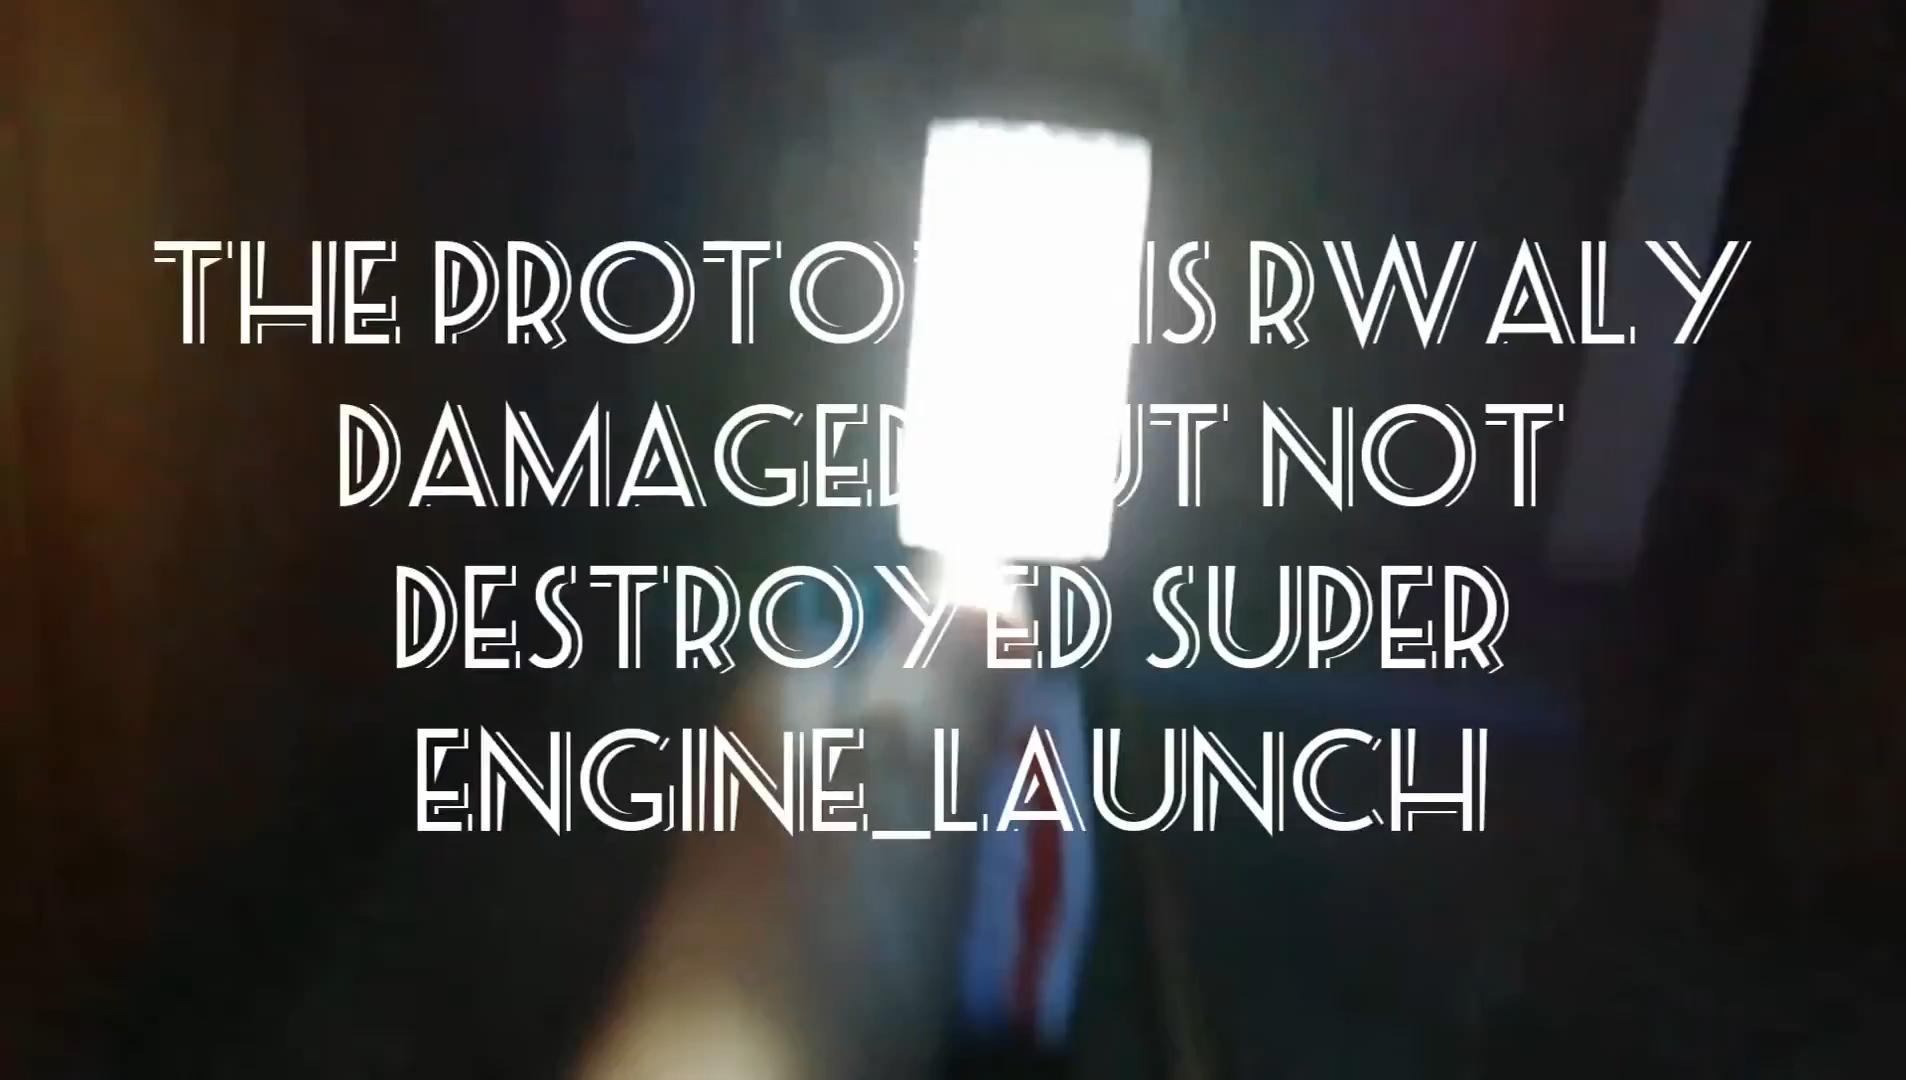 THE IS RWALY
DAMAGED NOT
DESTROYED SUPER
ENGINE_LAUNCH